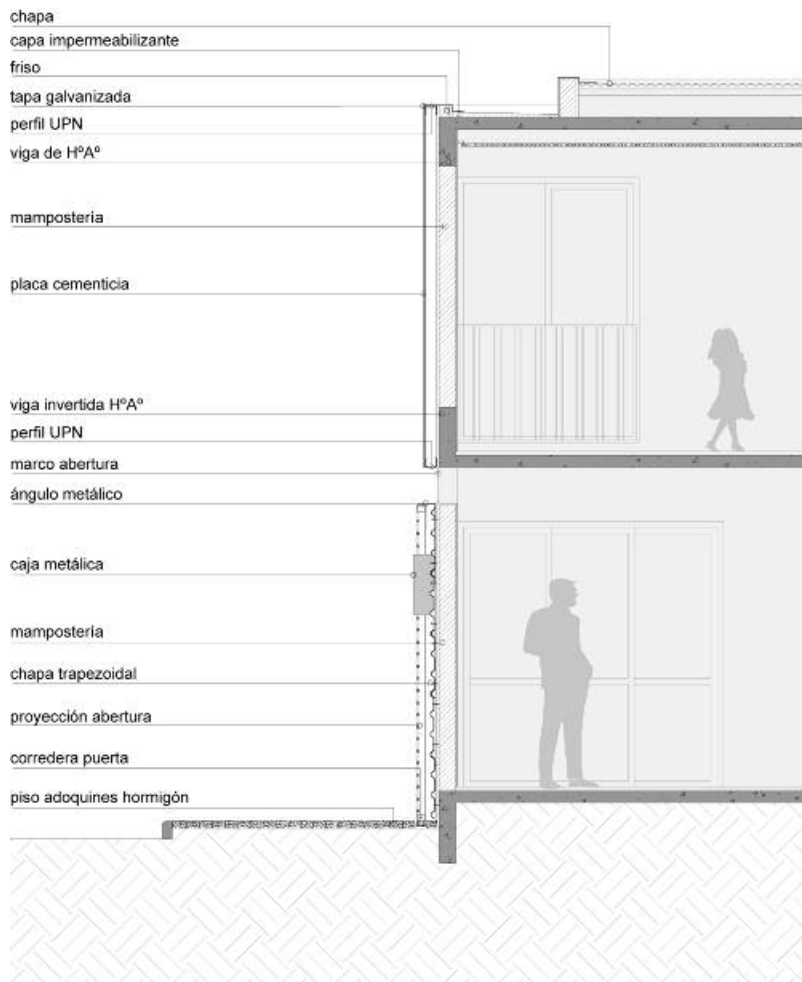 chapa
capa impermeabilizante
friso
tapa galvanizada
perfil UPN
viga de HºAº
mamposteria
placa cementicia
viga invertida HºAº
perfil UPN
marco abertura
ángulo metálico
caja metálica
mampostería
chapa trapezoidal
proyección abertura
corredera puerta
piso adoquines hormigón